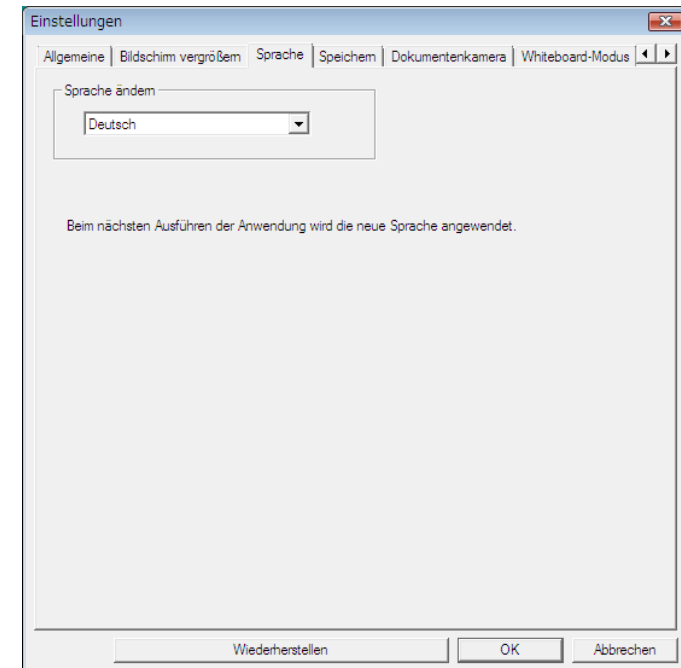 Einstellungen
Allgemeine Bildschirm vergrößern Sprache Speichern Dokumentenkamera Whiteboard-Modus
Sprache ändern
Deutsch
Beim nächsten Ausführen der Anwendung wird die neue Sprache angewendet.
Wiederherstellen OK Abbrechen